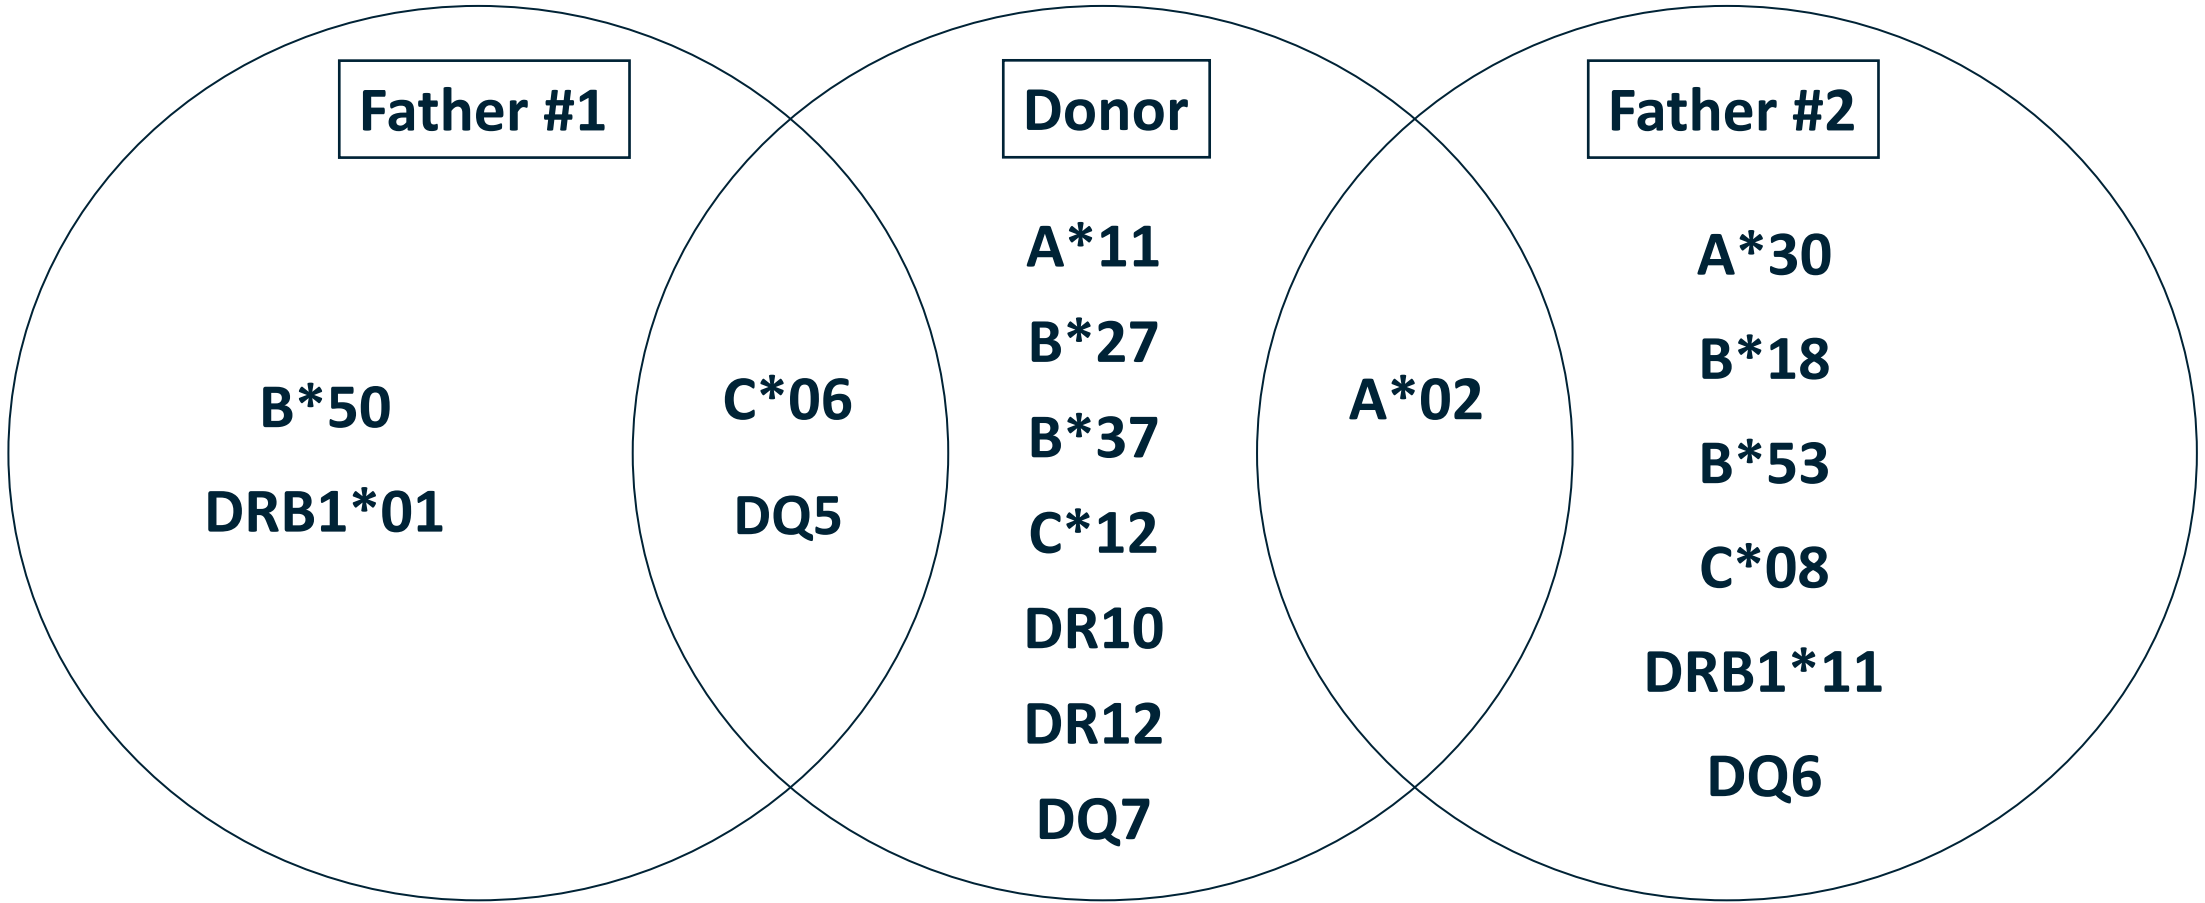 Father #1
B*50
DRB1*01
C*06
DQ5
Donor
A*11
B*27
B*37
C*12
DR10
DR12
DQ7
A*02
Father #2
A*30
B*18
B*53
C*08
DRB1*11
DQ6